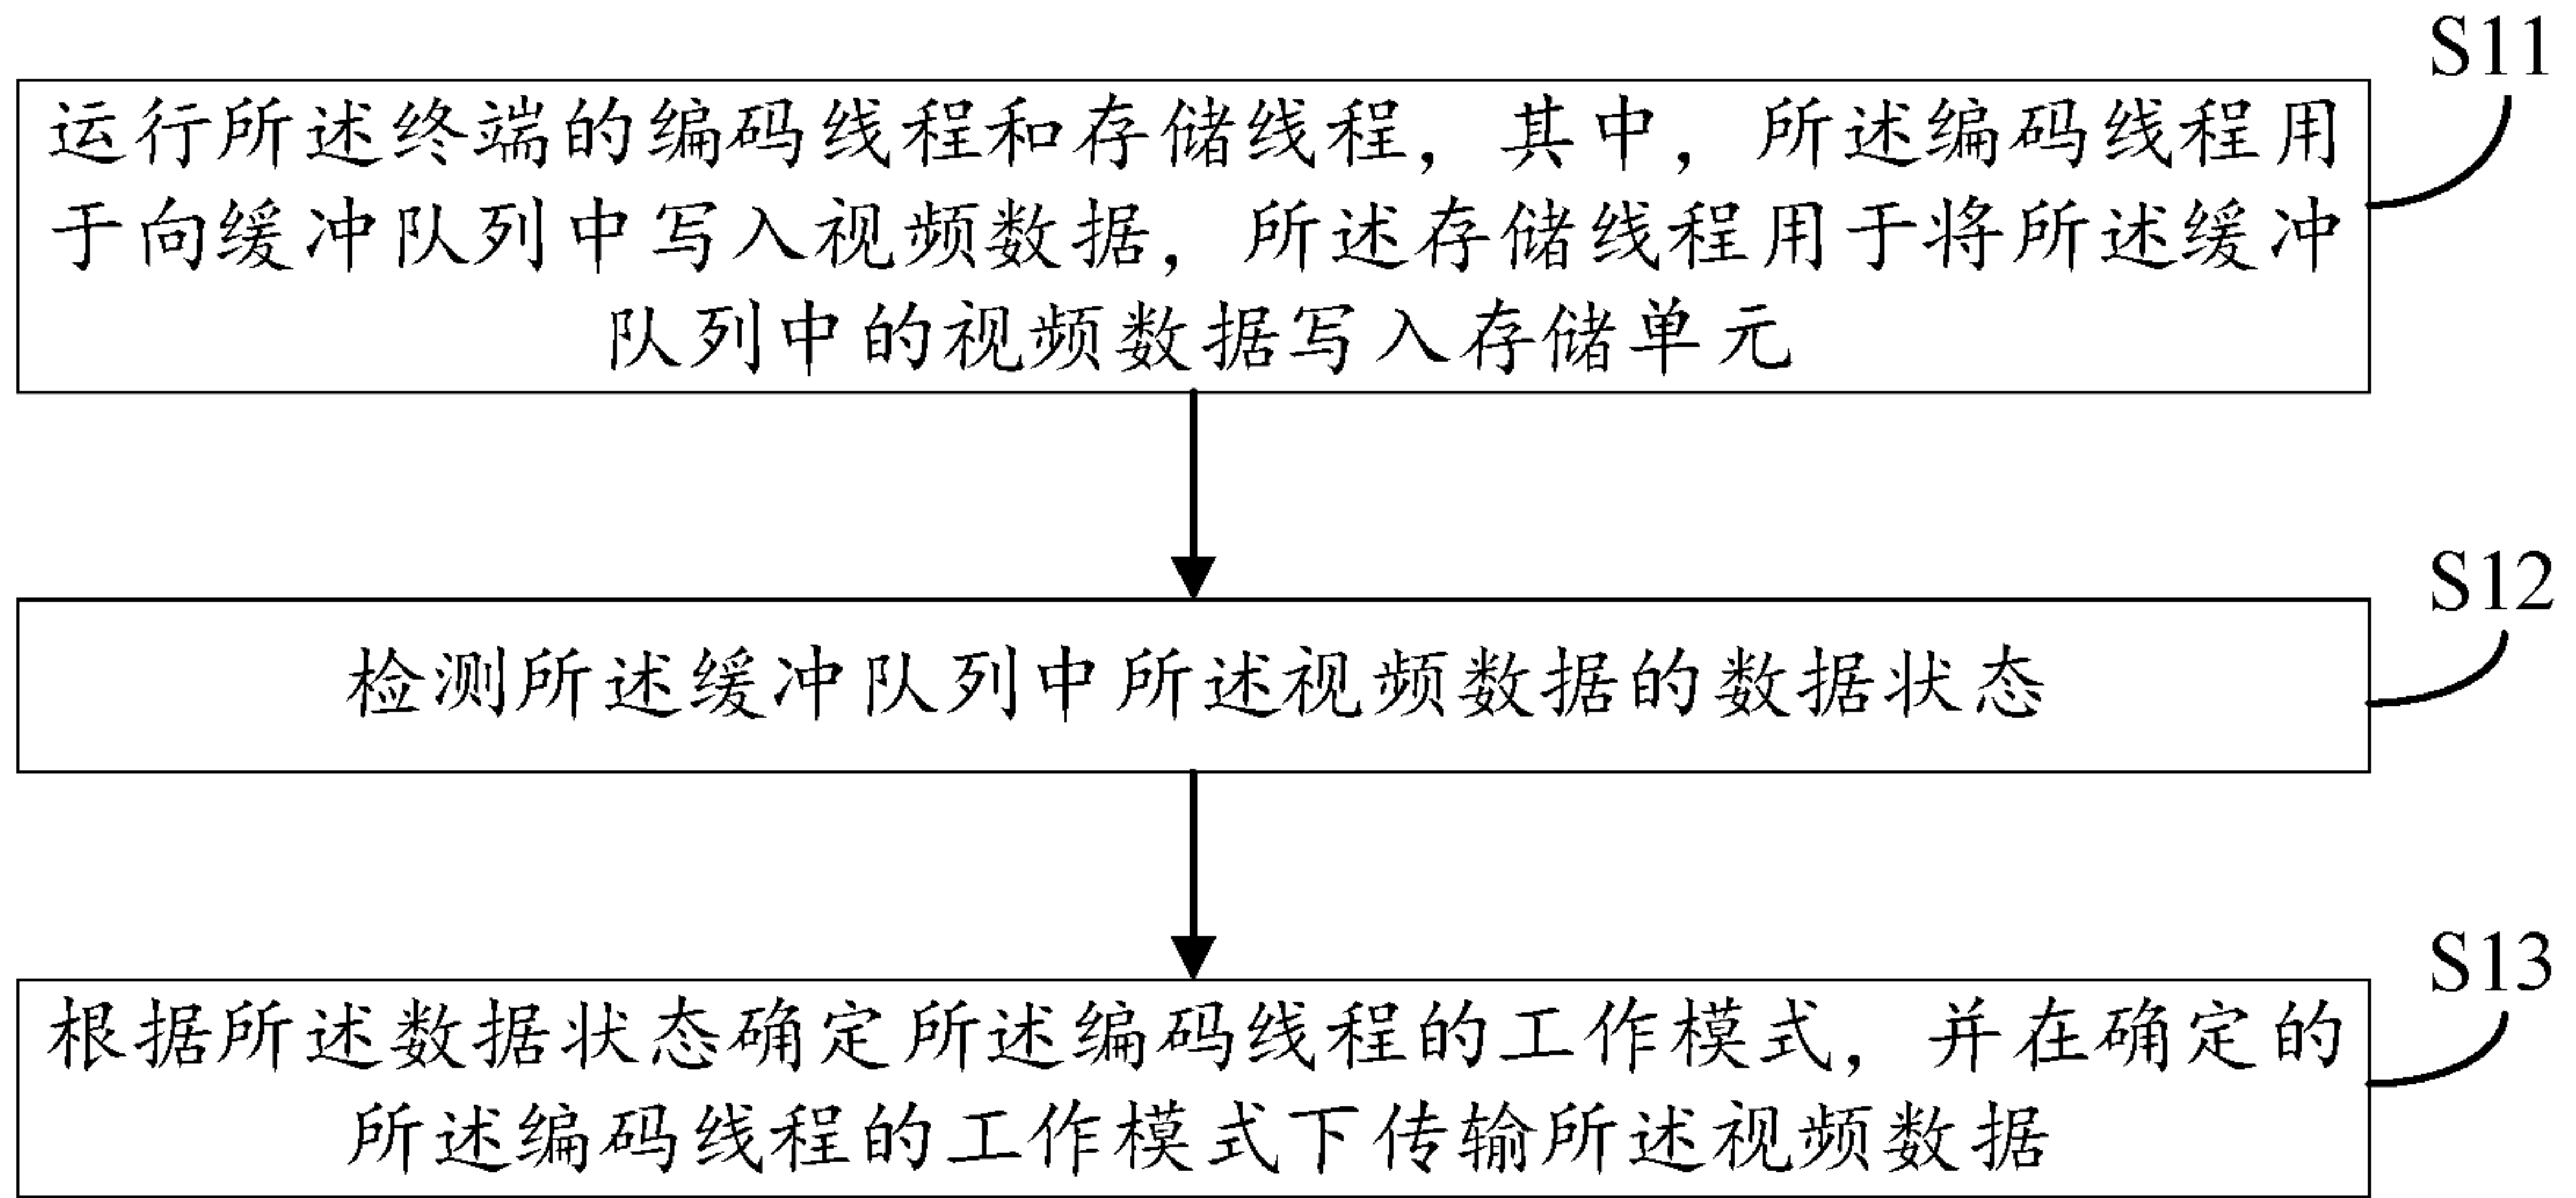 S11
运行所述终端的编码线程和存储线程，其中，所述编码线程用
于向缓冲队列中写入视频数据，所述存储线程用于将所述缓冲
队列中的视频数据写入存储单元
S12
检测所述缓冲队列中所述视频数据的数据状态
S13
根据所述数据状态确定所述编码线程的工作模式，并在确定的
所述编码线程的工作模式下传输所述视频数据